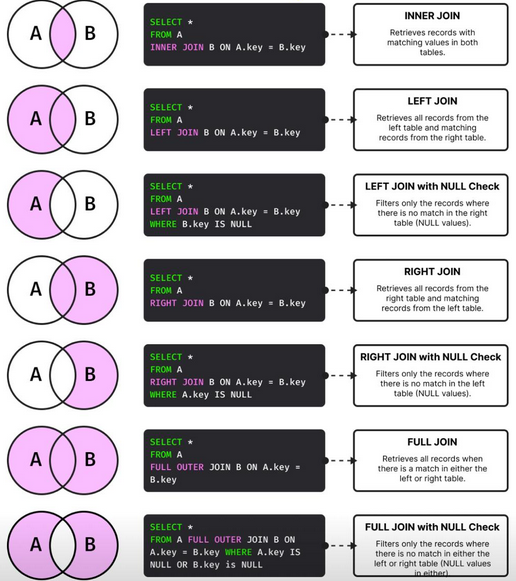 A B
SELECT *
FROM A
INNER JOIN B ON A.key = B.key
INNER JOIN
Retrieves records with
matching values in both
tables.
A B
SELECT *
FROM A
LEFT JOIN B ON A.key = B.key
LEFT JOIN
Retrieves all records from the
left table and matching
records from the right table.
A B
SELECT *
FROM A
LEFT JOIN B ON A.key = B.key
WHERE B.key IS NULL
LEFT JOIN with NULL Check
Filters only the records where
there is no match in the right
table (NULL values).
A B
SELECT *
FROM A
RIGHT JOIN B ON A.key = B.key
RIGHT JOIN
Retrieves all records from the
right table and matching
records from the left table.
A B
SELECT *
FROM A
RIGHT JOIN B ON A.key = B.key
WHERE A.key IS NULL
RIGHT JOIN with NULL Check
Filters only the records where
there is no match in the left
table (NULL values).
A B
SELECT *
FROM A
FULL OUTER JOIN B ON A.key =
B.key
FULL JOIN
Retrieves all records when
there is a match in either the
left or right table.
A B
SELECT *
FROM A FULL OUTER JOIN B ON
A.key = B.key WHERE A.key IS
NULL OR B.key is NULL
FULL JOIN with NULL Check
Filters only the records where
there is no match in either the
left or right table (NULL values
in either)